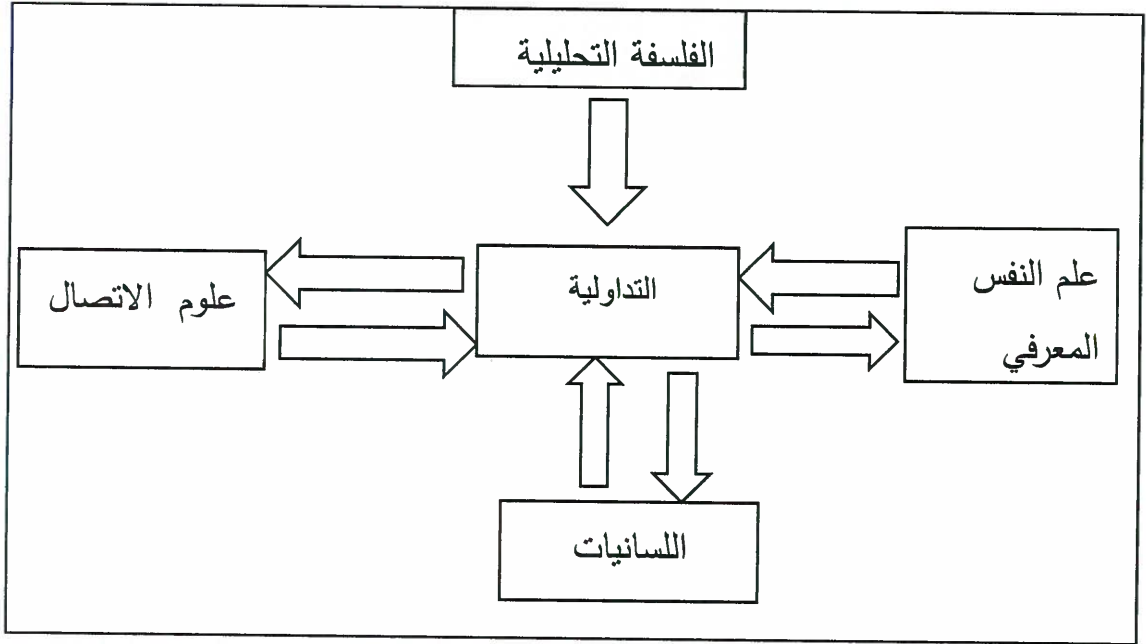 الفلسفة التحليلية
علم النفس
المعرفي
التداولية
علوم الاتصال
اللسانيات